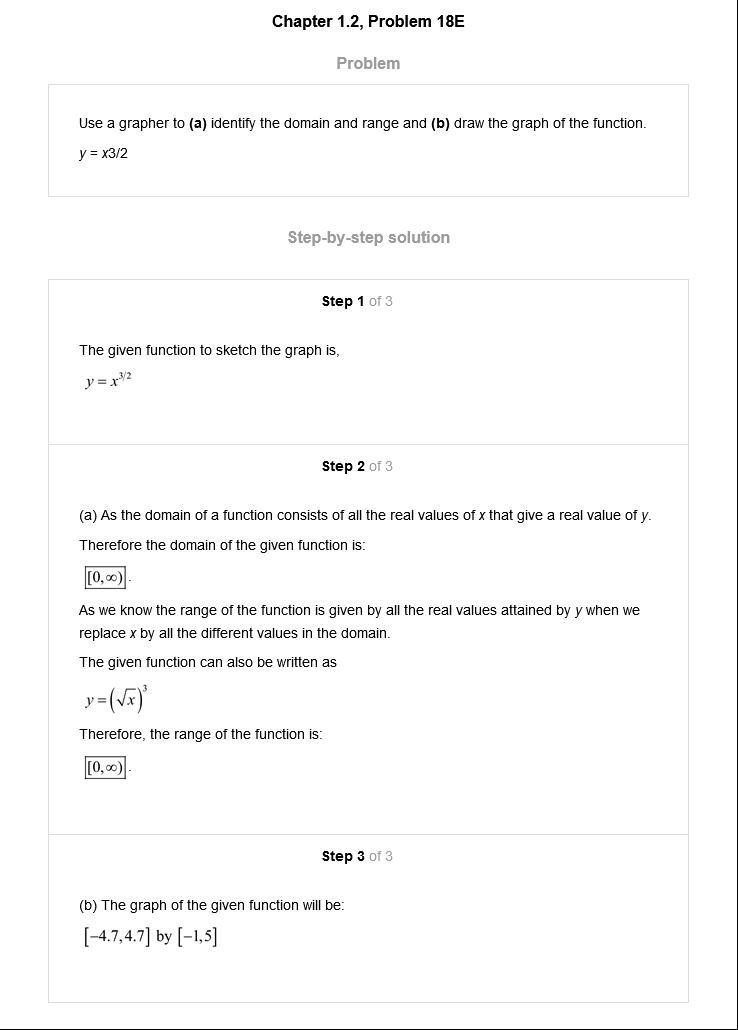 Chapter 1.2, Problem 18E
Problem
Use a grapher to (a) identify the domain and range and (b) draw the graph of the function.
y = x3/2
Step-by-step solution
Step 1 of 3
The given function to sketch the graph is,
y = x^{3/2}
Step 2 of 3
(a) As the domain of a function consists of all the real values of x that give a real value of y.
Therefore the domain of the given function is:
[0,∞).
As we know the range of the function is given by all the real values attained by y when we
replace x by all the different values in the domain.
The given function can also be written as
y = (√x)^3
Therefore, the range of the function is:
[0,∞).
Step 3 of 3
(b) The graph of the given function will be:
[−4.7,4.7] by [−1,5]